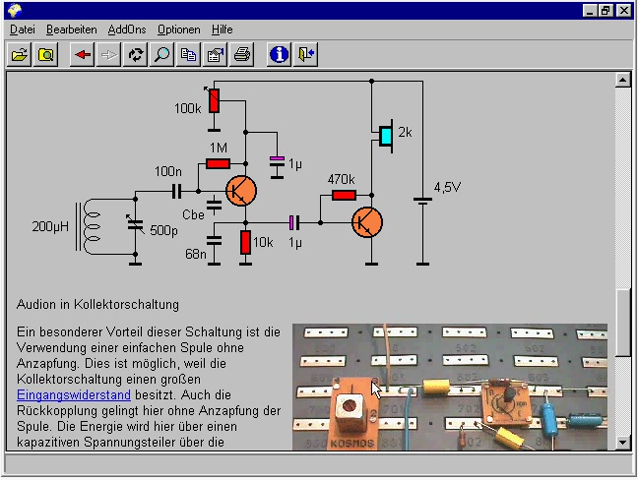 Datei Bearbeiten AddOns Optionen Hilfe
100k
2k
1M
1µ
100n
470k
4,5V
Cbe
200µH
500p
10k
1µ
68n
Audion in Kollektorschaltung
Ein besonderer Vorteil dieser Schaltung ist die
Verwendung einer einfachen Spule ohne
Anzapfung. Dies ist möglich, weil die
Kollektorschaltung einen großen
Eingangswiderstand besitzt. Auch die
Rückkopplung gelingt hier ohne Anzapfung der
Spule. Die Energie wird hier über einen
kapazitiven Spannungsteiler über die
KOSMOS